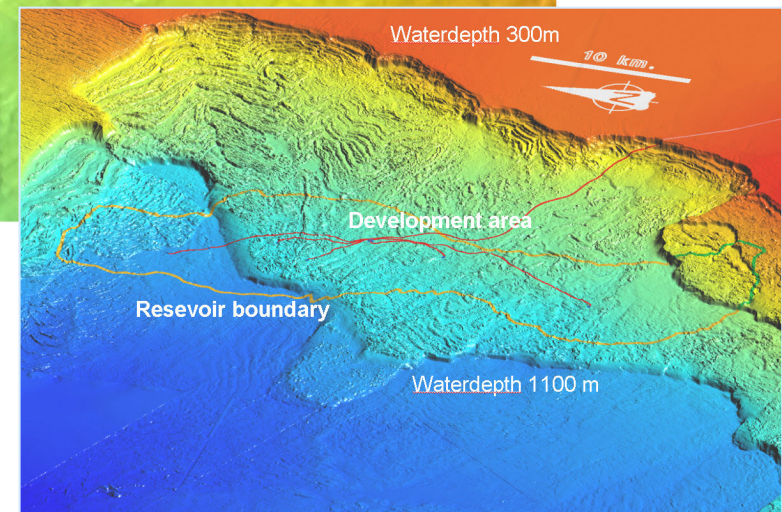 Waterdepth 300m
10 km.
N
Development area
Resevoir boundary
Waterdepth 1100 m